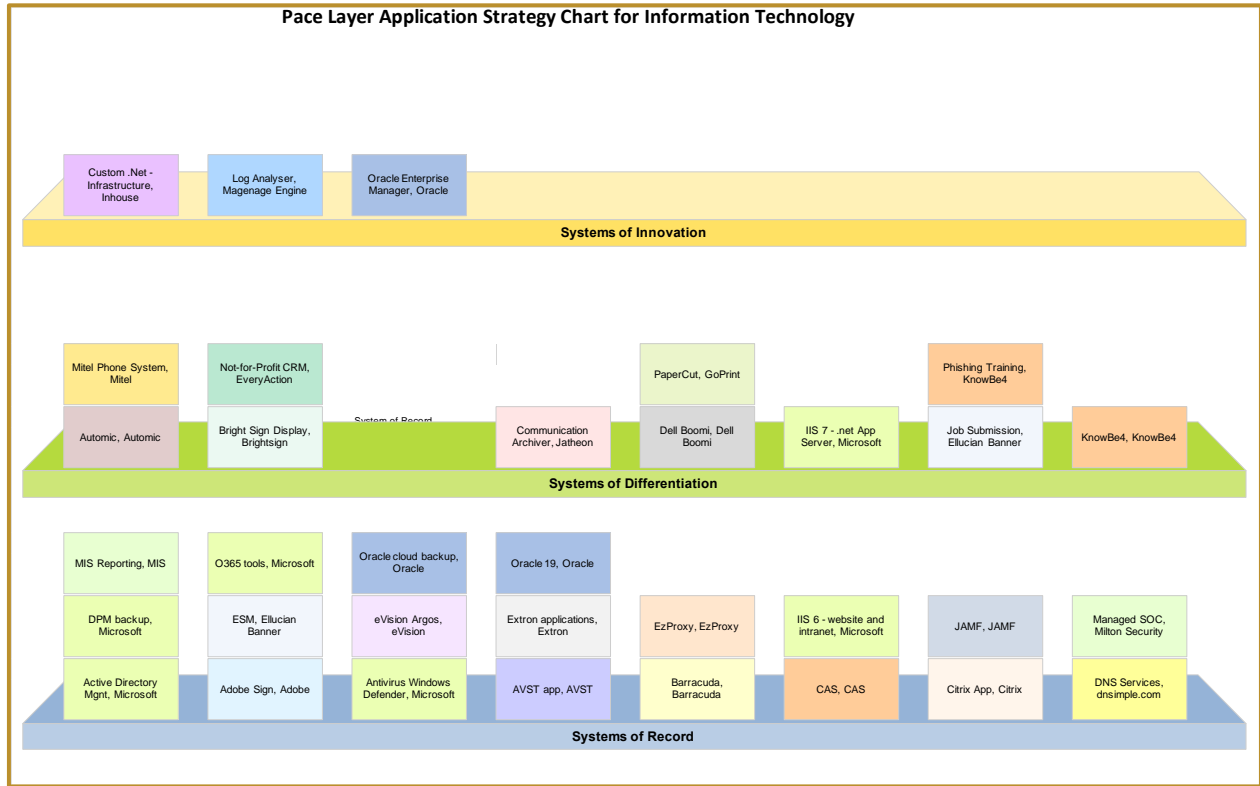 Pace Layer Application Strategy Chart for Information Technology
Custom .Net -
Infrastructure,
Inhouse
Log Analyser,
Magenage Engine
Oracle Enterprise
Manager, Oracle
Systems of Innovation
Mitel Phone System,
Mitel
Not-for-Profit CRM,
EveryAction
PaperCut, GoPrint
Phishing Training,
KnowBe4
Automic, Automic
Bright Sign Display,
Brightsign
System of Record
Communication
Archiver, Jatheon
Dell Boomi, Dell
Boomi
IIS 7 - .net App
Server, Microsoft
Job Submission,
Ellucian Banner
KnowBe4, KnowBe4
Systems of Differentiation
MIS Reporting, MIS
O365 tools, Microsoft
Oracle cloud backup,
Oracle
Oracle 19, Oracle
DPM backup,
Microsoft
ESM, Ellucian
Banner
eVision Argos,
eVision
Extron applications,
Extron
EzProxy, EzProxy
IIS 6 - website and
intranet, Microsoft
JAMF, JAMF
Managed SOC,
Milton Security
Active Directory
Mgnt, Microsoft
Adobe Sign, Adobe
Antivirus Windows
Defender, Microsoft
AVST app, AVST
Barracuda,
Barracuda
CAS, CAS
Citrix App, Citrix
DNS Services,
dnsimple.com
Systems of Record